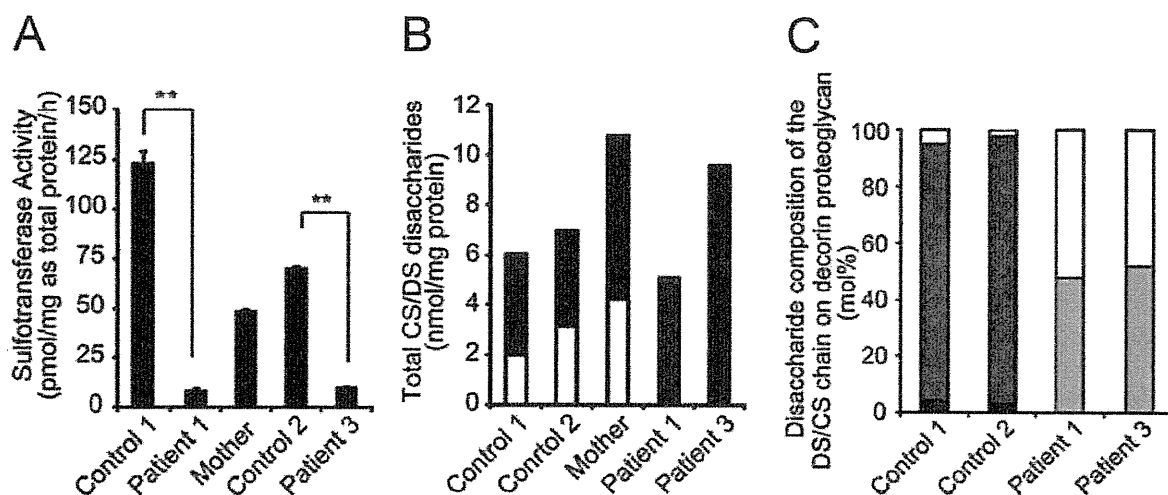 A
Sulfotransferase Activity
(pmol/mg as total protein/h)
150
125
100
75
50
25
0
**
**
Control 1
Patient 1
Mother
Control 2
Patient 3
B
Total CS/DS disaccharides
(nmol/mg protein)
12
10
8
6
4
2
0
Control 1
Conrtol 2
Mother
Patient 1
Patient 3
C
Disaccharide composition of the
DS/CS chain on decorin proteoglycan
(mol%)
100
80
60
40
20
0
Control 1
Control 2
Patient 1
Patient 3